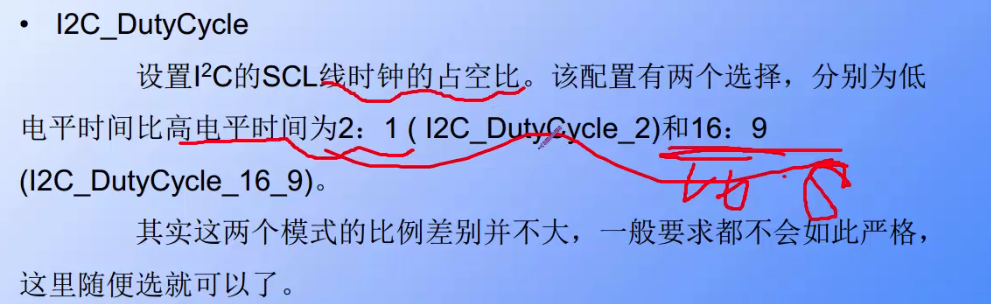 • I2C_DutyCycle
设置I²C的SCL线时钟的占空比。该配置有两个选择，分别为低
电平时间比高电平时间为2：1 ( I2C_DutyCycle_2)和16：9
(I2C_DutyCycle_16_9)。
其实这两个模式的比例差别并不大，一般要求都不会如此严格，
这里随便选就可以了。